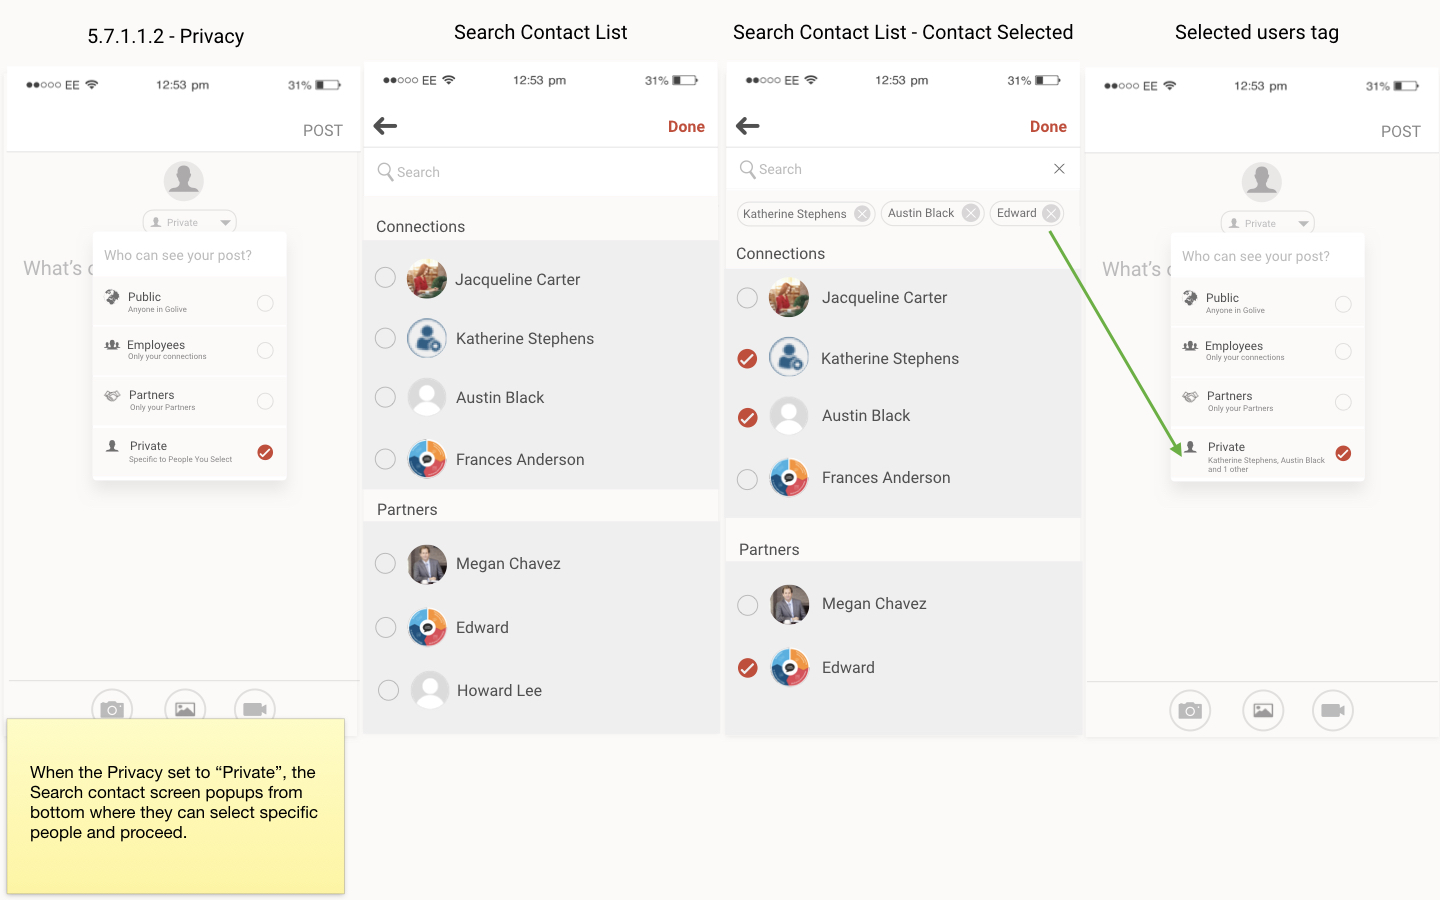 5.7.1.1.2 - Privacy
EE
12:53 pm
31%
POST
Private
What's
Who can see your post?
Public
Anyone in Golive
Employees
Only your connections
Partners
Only your Partners
Private
Specific to People You Select
When the Privacy set to “Private”, the
Search contact screen popups from
bottom where they can select specific
people and proceed.
Search Contact List
EE
12:53 pm
31%
Done
Search
Connections
Jacqueline Carter
Katherine Stephens
Austin Black
Frances Anderson
Partners
Megan Chavez
Edward
Howard Lee
Search Contact List - Contact Selected
EE
12:53 pm
31%
Done
Search
Katherine Stephens
Austin Black
Edward
Connections
Jacqueline Carter
Katherine Stephens
Austin Black
Frances Anderson
Partners
Megan Chavez
Edward
Selected users tag
EE
12:53 pm
31%
POST
Private
What's
Who can see your post?
Public
Anyone in Golive
Employees
Only your connections
Partners
Only your Partners
Private
Katherine Stephens, Austin Black
and 1 other